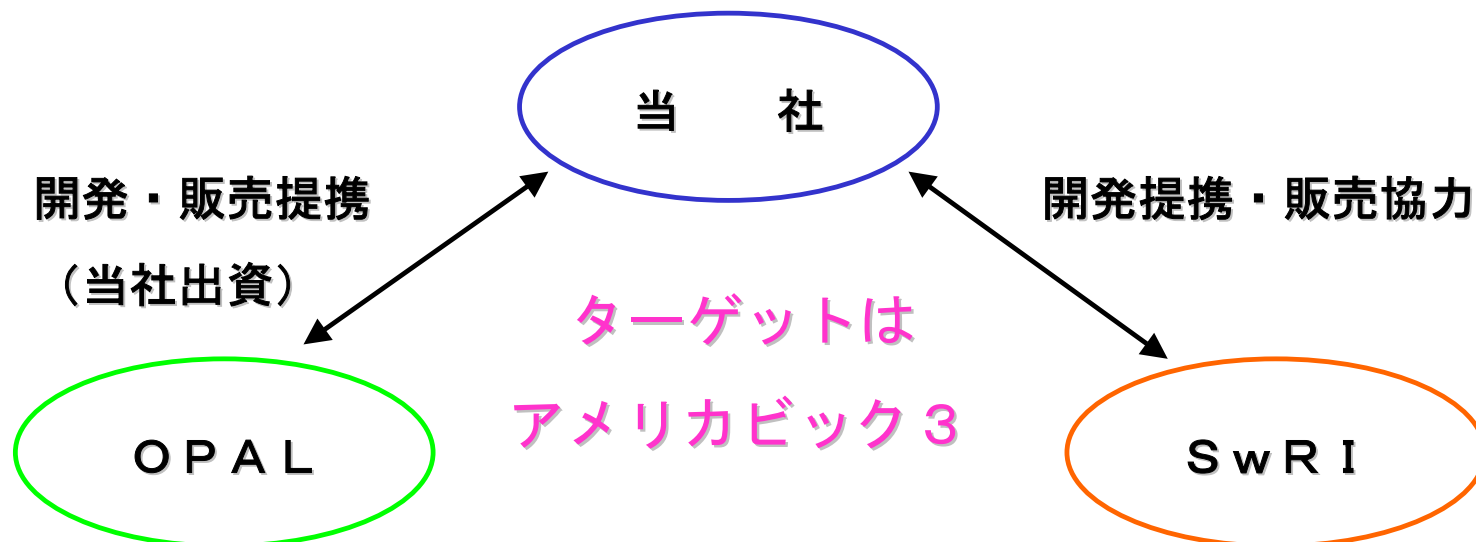 当　　社
開発・販売提携
（当社出資）
開発提携・販売協力
ターゲットは
アメリカビック３
ＯＰＡＬ
ＳｗＲＩ